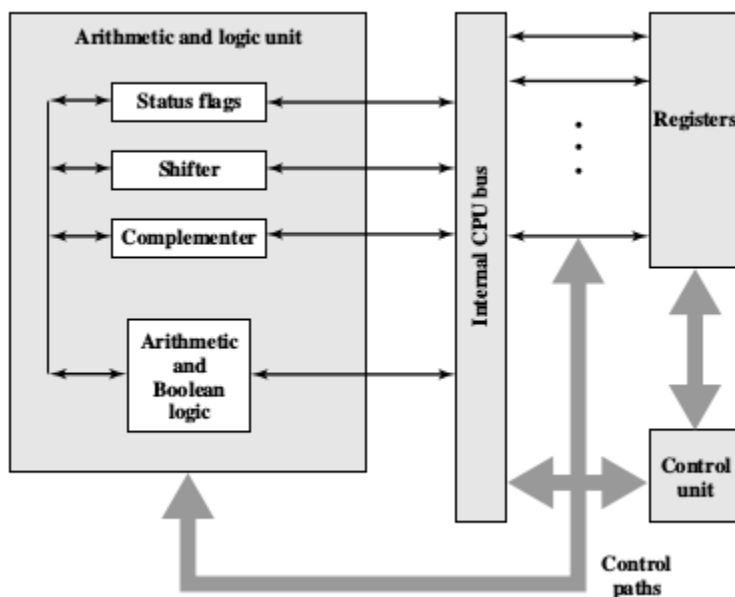 Arithmetic and logic unit
Status flags
Shifter
Complementer
Arithmetic
and
Boolean
logic
Internal CPU bus
Registers
Control
unit
Control
paths